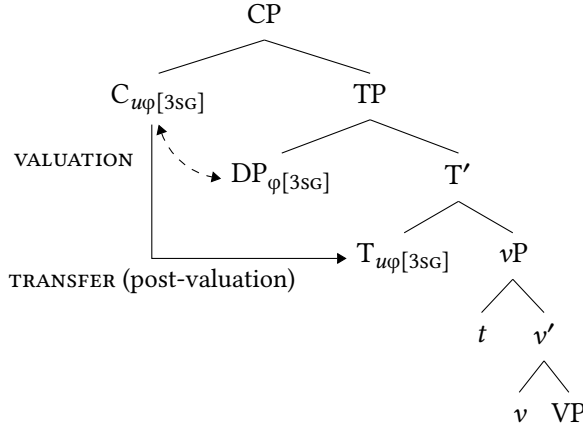 CP
C uφ[3SG] TP
VALUATION
DP φ[3SG] T′
T uφ[3SG] vP
TRANSFER (post-valuation)
t v′
v VP